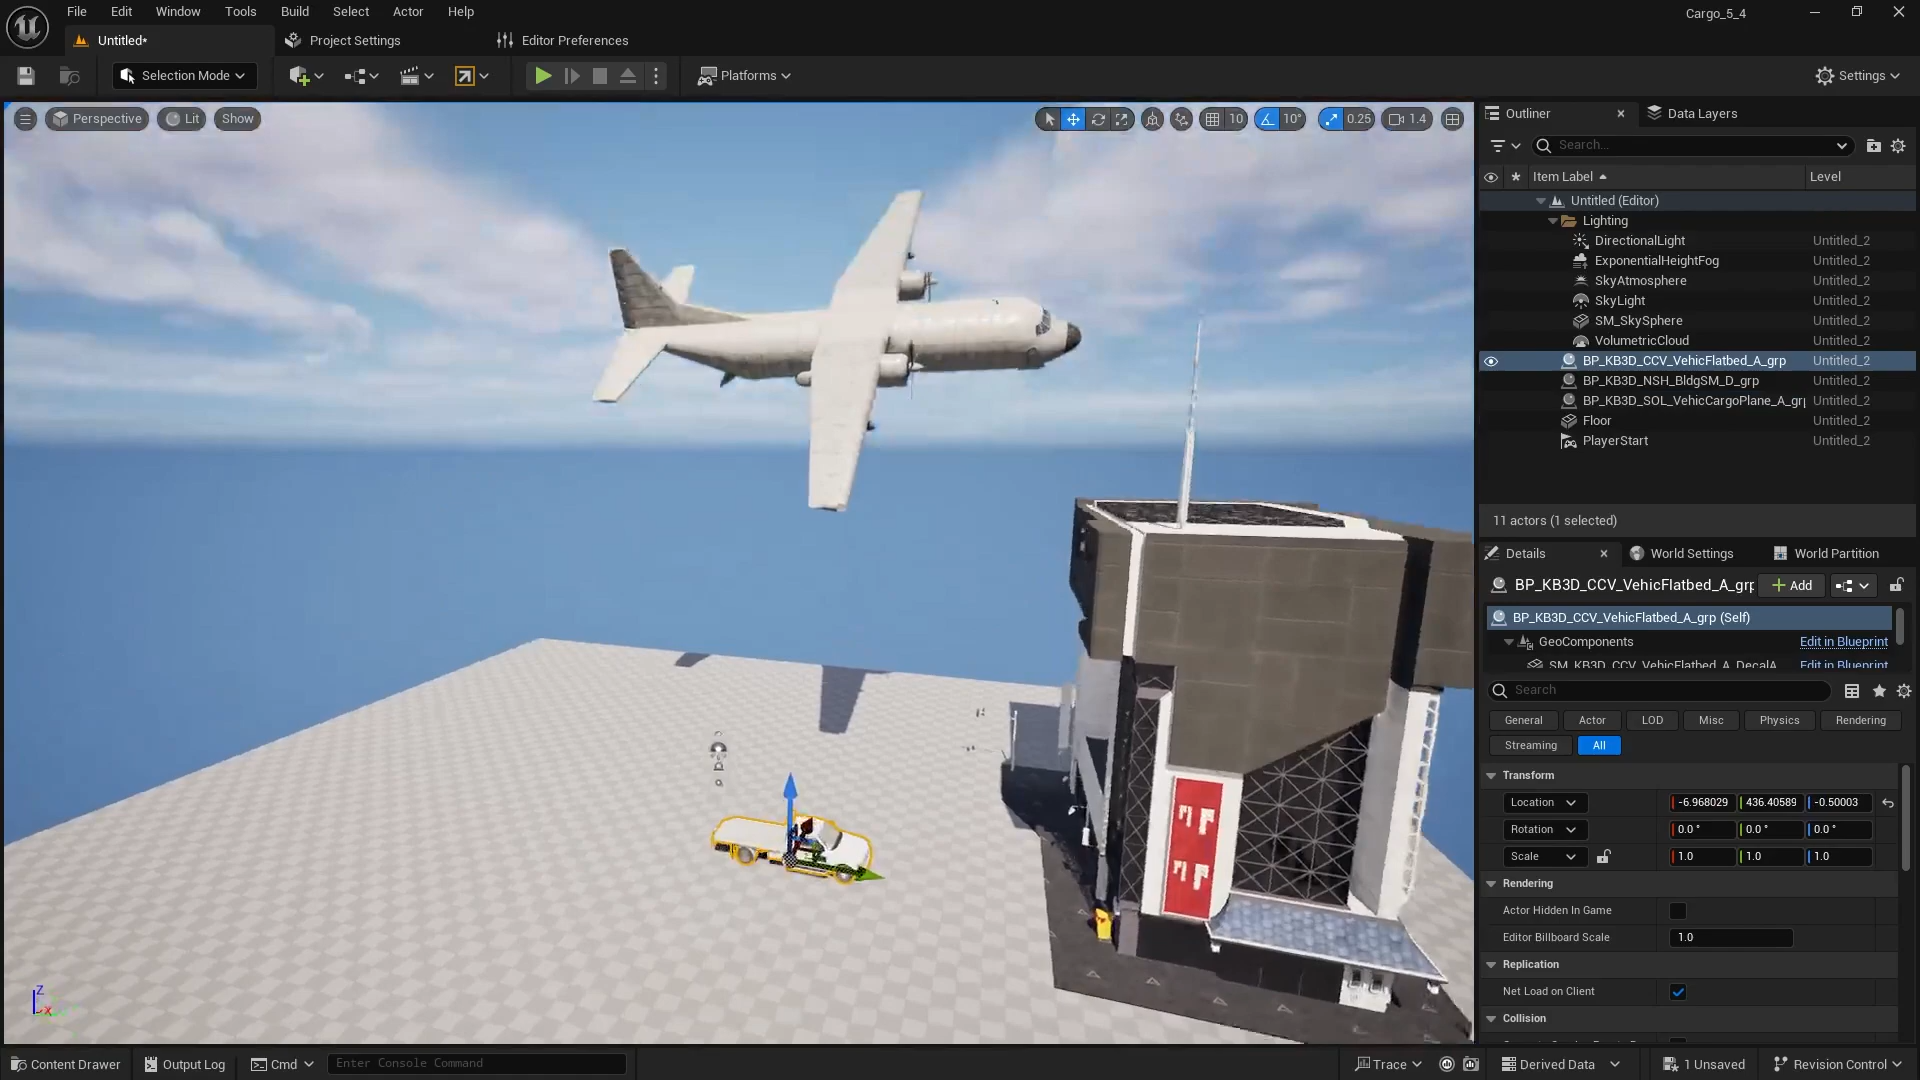 File Edit Window Tools Build Select Actor Help
Cargo_5_4
Untitled*
Project Settings
Editor Preferences
Selection Mode
Platforms
Settings
Perspective
Lit
Show
10
10°
0.25
1.4
Outliner
Data Layers
Search...
Item Label
Level
Untitled (Editor)
Lighting
DirectionalLight Untitled_2
ExponentialHeightFog Untitled_2
SkyAtmosphere Untitled_2
SkyLight Untitled_2
SM_SkySphere Untitled_2
VolumetricCloud Untitled_2
BP_KB3D_CCV_VehicFlatbed_A_grp Untitled_2
BP_KB3D_NSH_BldgSM_D_grp Untitled_2
BP_KB3D_SOL_VehicCargoPlane_A_grp Untitled_2
Floor Untitled_2
PlayerStart Untitled_2
11 actors (1 selected)
Details
World Settings
World Partition
BP_KB3D_CCV_VehicFlatbed_A_grp
Add
BP_KB3D_CCV_VehicFlatbed_A_grp (Self)
GeoComponents Edit in Blueprint
SM_KB3D_CCV_VehicFlatbed_A_DecalA Edit in Blueprint
Search
General Actor LOD Misc Physics Rendering
Streaming All
Transform
Location -6.968029 436.40589 -0.50003
Rotation 0.0 ° 0.0 ° 0.0 °
Scale 1.0 1.0 1.0
Rendering
Actor Hidden In Game
Editor Billboard Scale 1.0
Replication
Net Load on Client
Collision
Z
X
Content Drawer
Output Log
Cmd
Enter Console Command
Trace
Derived Data
1 Unsaved
Revision Control